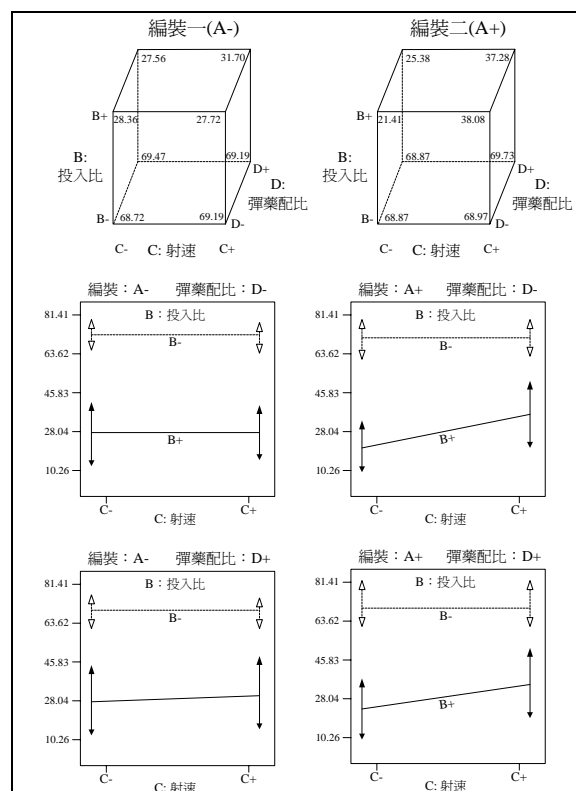 編裝一(A-) 編裝二(A+)
27.56 31.70 25.38 37.28
B+ 28.36 27.72 B+ 21.41 38.08
B: 投入比 69.47 69.19 D+ B: 投入比 68.87 69.73 D+
D: 彈藥配比 D: 彈藥配比
B- 68.72 69.19 D- B- 68.87 68.97 D-
C- C: 射速 C+ C- C: 射速 C+
編裝：A- 彈藥配比：D- 編裝：A+ 彈藥配比：D-
81.41 B：投入比 81.41 B：投入比
B- B-
63.62 63.62
45.83 45.83
28.04 28.04
B+ B+
10.26 10.26
C- C+ C- C+
C: 射速 C: 射速
編裝：A- 彈藥配比：D+ 編裝：A+ 彈藥配比：D+
81.41 B：投入比 81.41 B：投入比
B- B-
63.62 63.62
45.83 45.83
28.04 28.04
B+
10.26 10.26
C- C+ C- C+
C: 射速 C: 射速